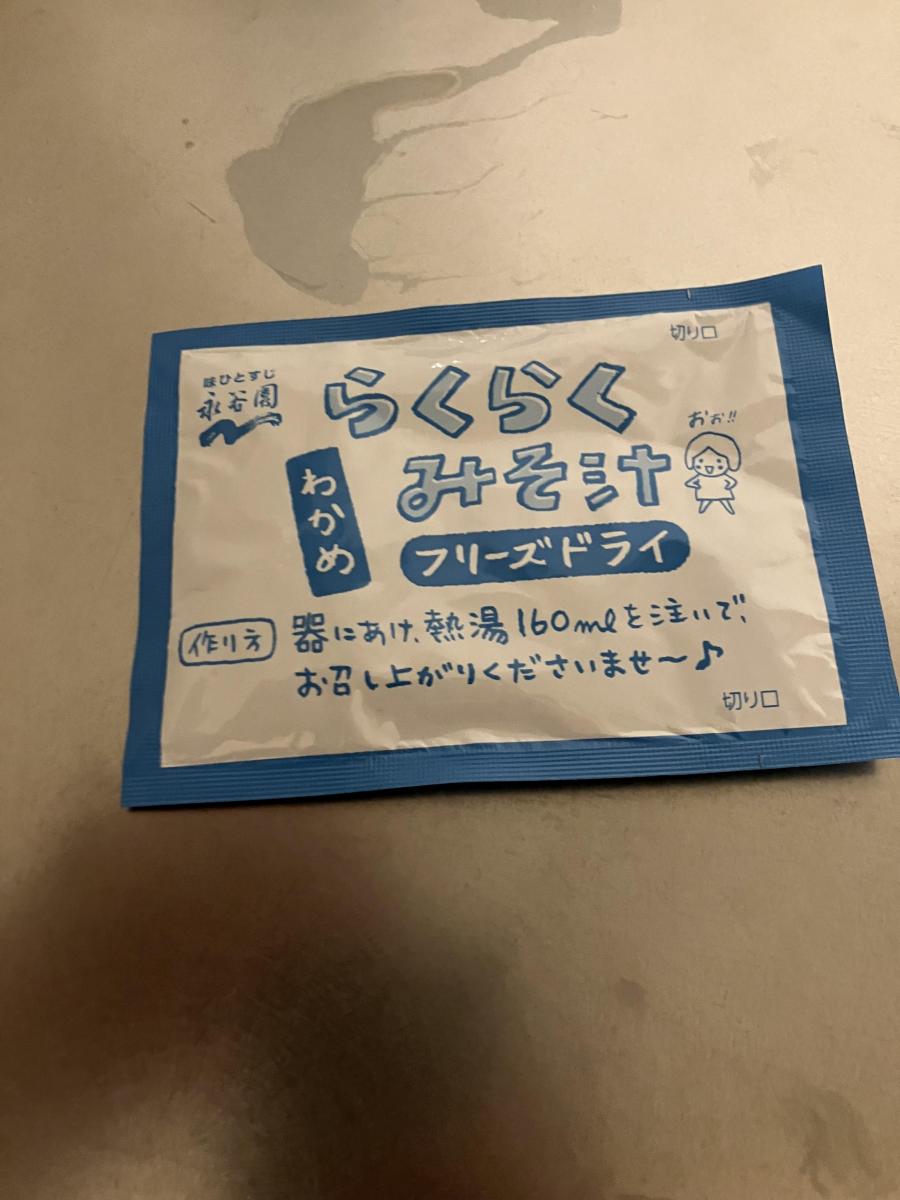 切り口
味ひとすじ
永谷園
らくらく
みそ汁
おぉ!!
わかめ
フリーズドライ
作り方
器にあけ、熱湯160mlを注いで、
お召し上がりくださいませ〜♪
切り口